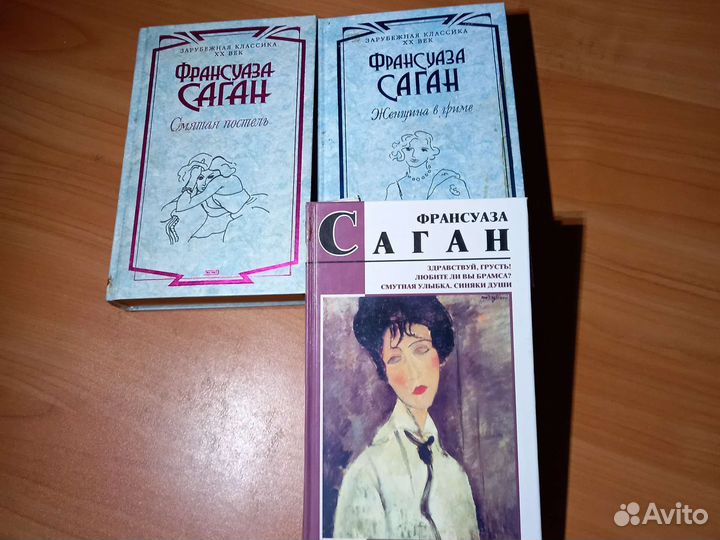 ЗАРУБЕЖНАЯ КЛАССИКА
XX ВЕК
ФРАНСУАЗА
САГАН
Смятая постель
ЭКСМО
ЗАРУБЕЖНАЯ КЛАССИКА
XX ВЕК
ФРАНСУАЗА
САГАН
Женщина в гриме
ФРАНСУАЗА
САГАН
ЗДРАВСТВУЙ, ГРУСТЬ!
ЛЮБИТЕ ЛИ ВЫ БРАМСА?
СМУТНАЯ УЛЫБКА. СИНЯКИ ДУШИ
Avito